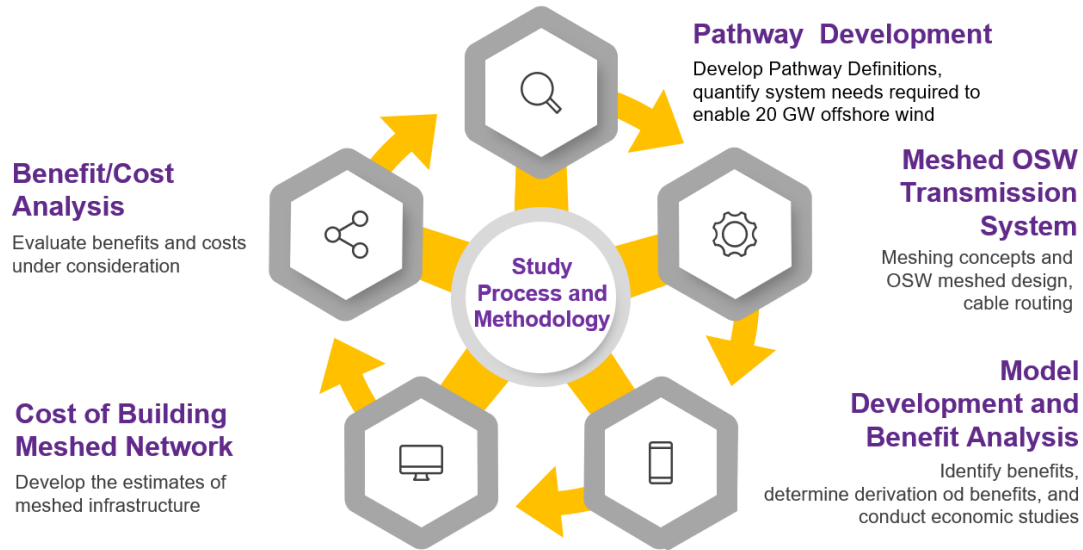 Pathway Development
Develop Pathway Definitions,
quantify system needs required to
enable 20 GW offshore wind
Meshed OSW
Transmission
System
Meshing concepts and
OSW meshed design,
cable routing
Model
Development and
Benefit Analysis
Identify benefits,
determine derivation od benefits, and
conduct economic studies
Cost of Building
Meshed Network
Develop the estimates of
meshed infrastructure
Benefit/Cost
Analysis
Evaluate benefits and costs
under consideration
Study
Process and
Methodology